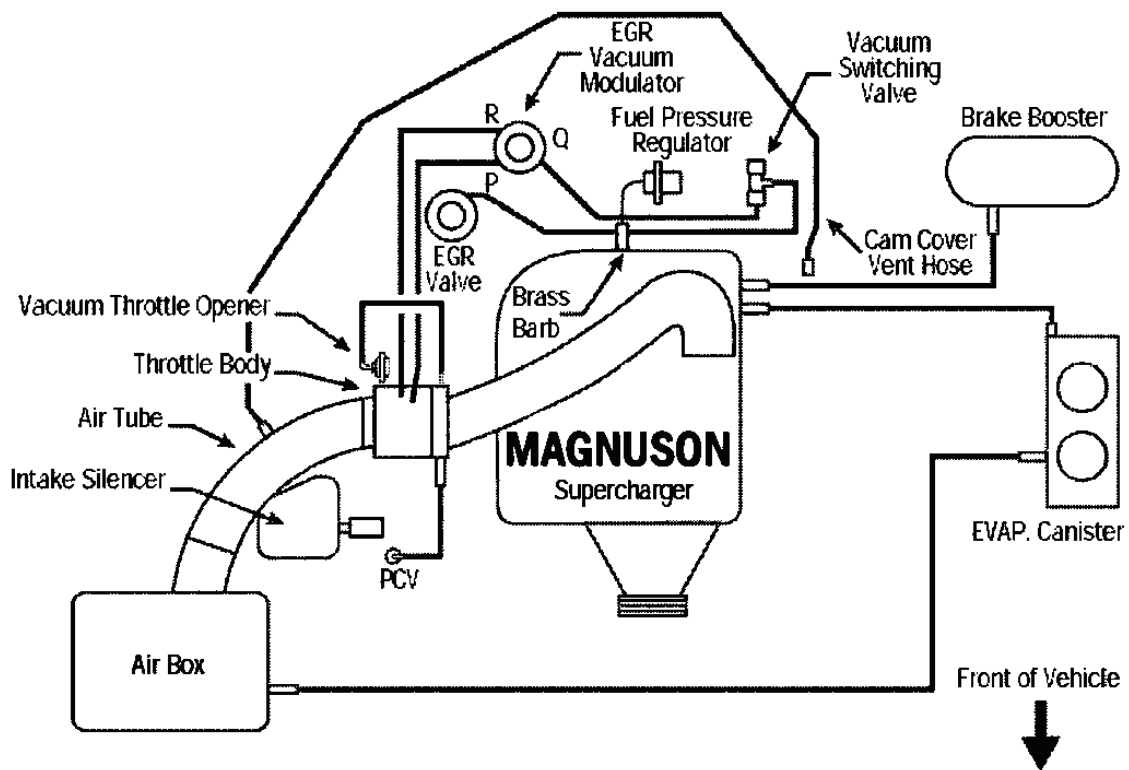 EGR
Vacuum
Modulator
Vacuum
Switching
Valve
R
Q
Fuel Pressure
Regulator
Brake Booster
P
EGR
Valve
Cam Cover
Vent Hose
Vacuum Throttle Opener
Brass
Barb
Throttle Body
Air Tube
MAGNUSON
Supercharger
Intake Silencer
EVAP. Canister
PCV
Air Box
Front of Vehicle